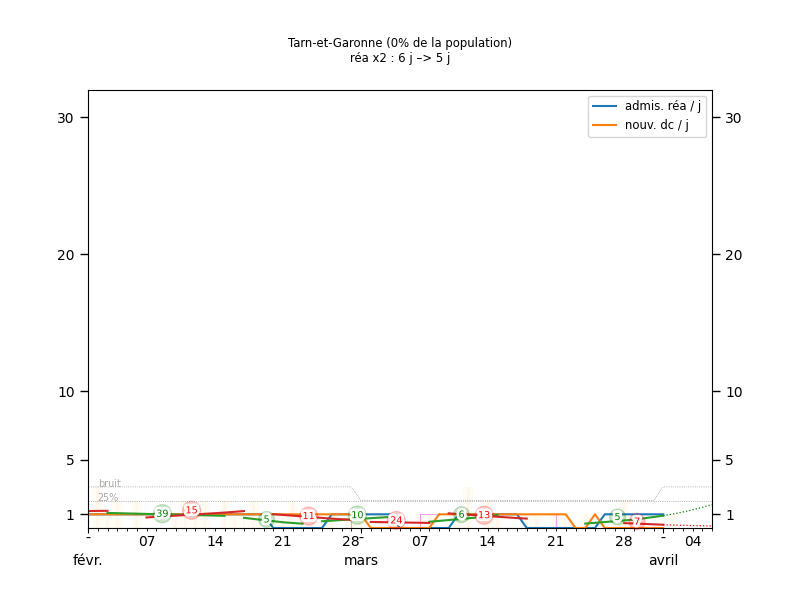 Tarn-et-Garonne (0% de la population)
réa x2 : 6 j –> 5 j
admis. réa / j
nouv. dc / j
30 30
20 20
10 10
5 5
1 1
bruit
25%
39 15 5 11 10 24 6 13 5 7
- 07 14 21 28 - 07 14 21 28 - 04
févr. mars avril